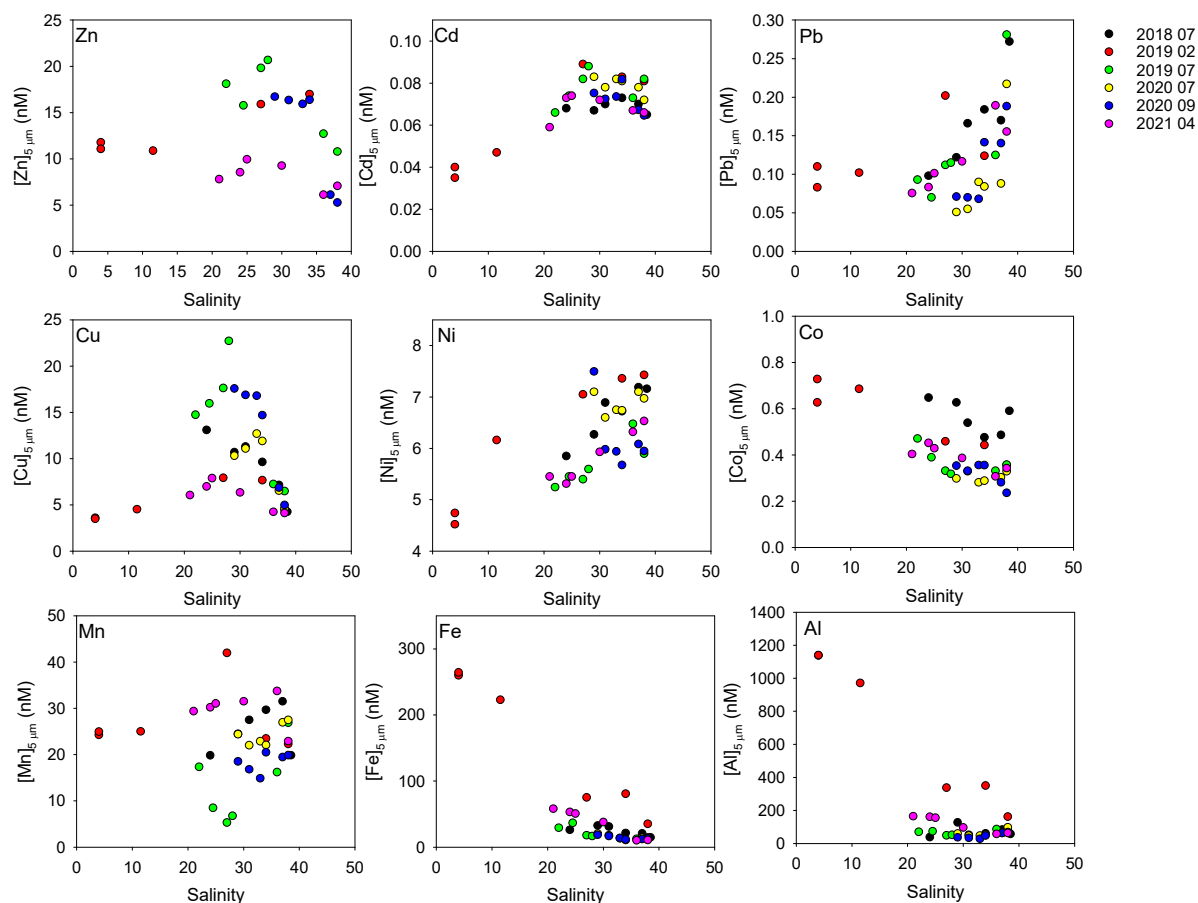 Zn
[Zn]5 μm (nM)
25
20
15
10
5
0
0 5 10 15 20 25 30 35 40
Salinity
Cd
[Cd]5 μm (nM)
0.10
0.08
0.06
0.04
0.02
0.00
0 10 20 30 40 50
Salinity
Pb
[Pb]5 μm (nM)
0.30
0.25
0.20
0.15
0.10
0.05
0.00
0 10 20 30 40 50
Salinity
2018 07
2019 02
2019 07
2020 07
2020 09
2021 04
Cu
[Cu]5 μm (nM)
25
20
15
10
5
0
0 10 20 30 40 50
Salinity
Ni
[Ni]5 μm (nM)
8
7
6
5
4
0 10 20 30 40 50
Salinity
Co
[Co]5 μm (nM)
1.0
0.8
0.6
0.4
0.2
0.0
0 10 20 30 40 50
Salinity
Mn
[Mn]5 μm (nM)
50
40
30
20
10
0
0 10 20 30 40 50
Salinity
Fe
[Fe]5 μm (nM)
300
200
100
0
0 10 20 30 40 50
Salinity
Al
[Al]5 μm (nM)
1400
1200
1000
800
600
400
200
0
0 10 20 30 40 50
Salinity